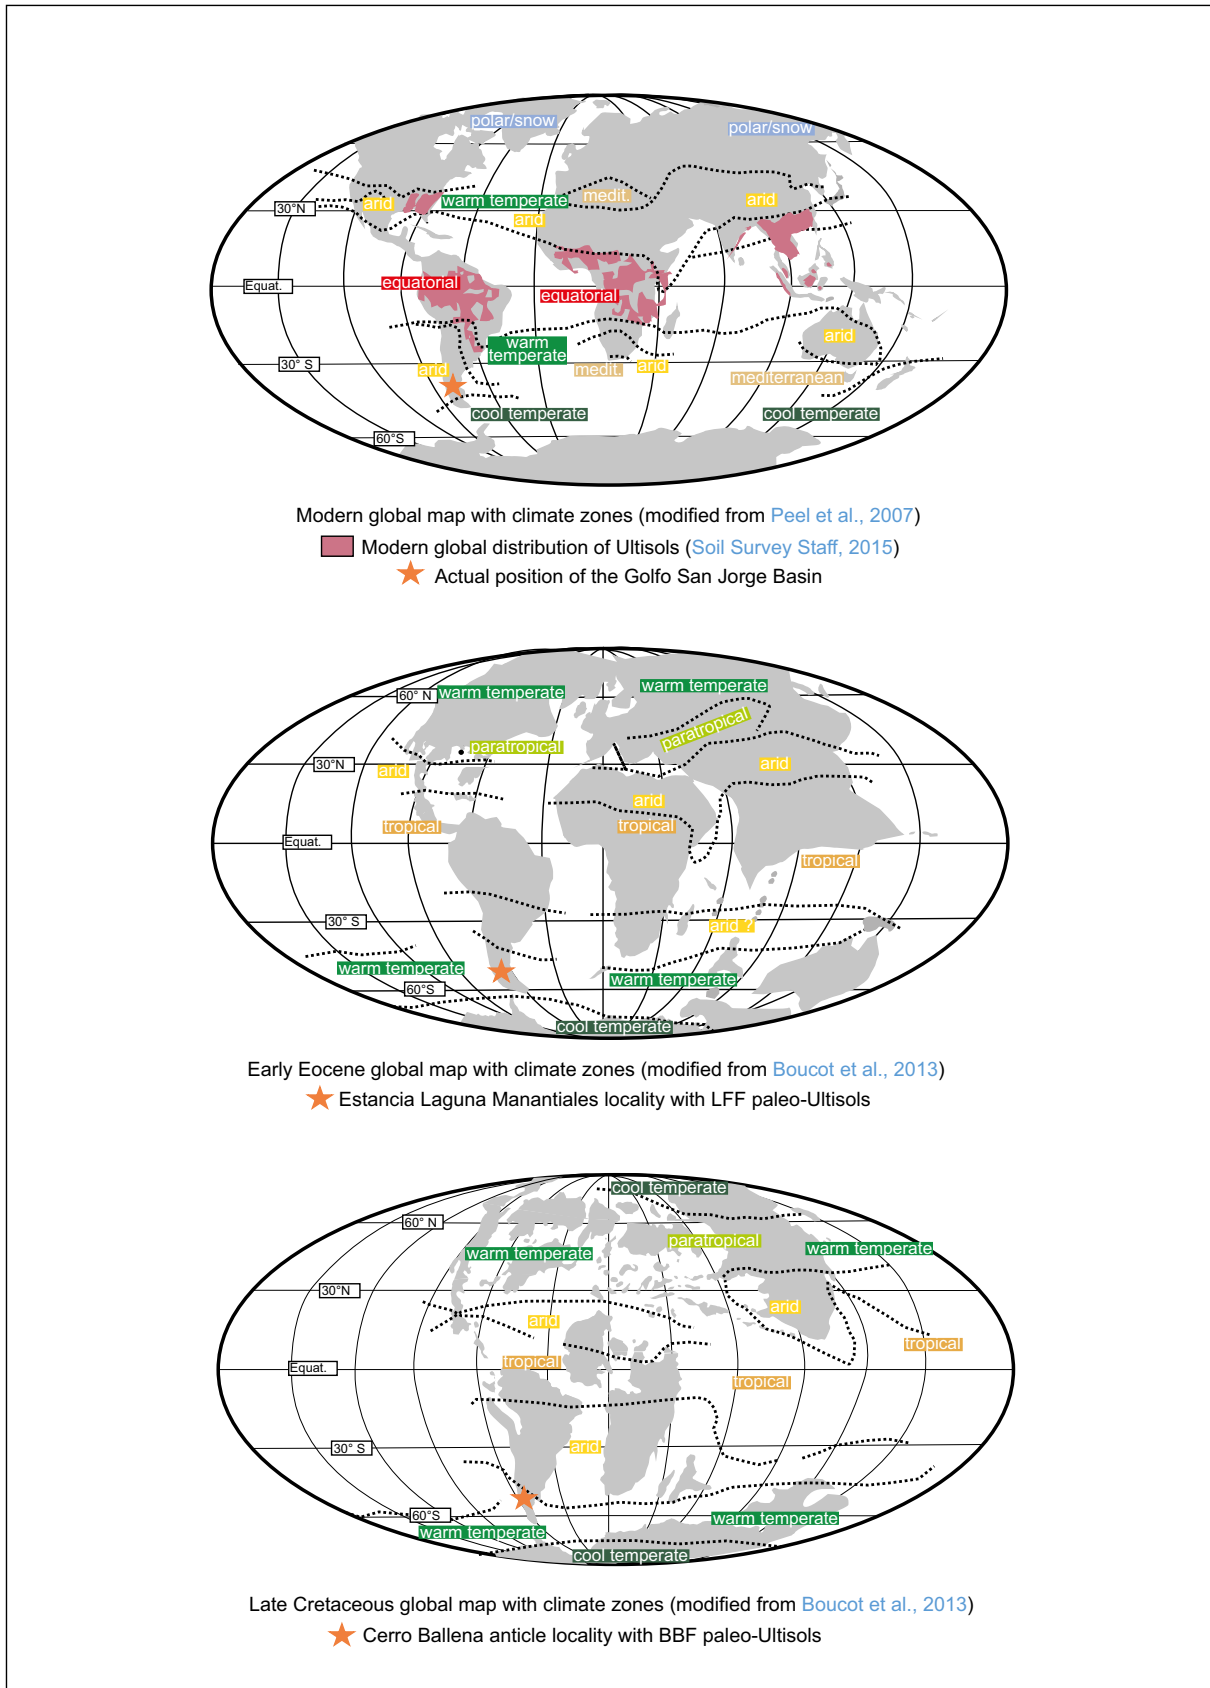 polar/snow
polar/snow
medit.
warm temperate
arid
arid
30°N
arid
Equat.
equatorial
equatorial
arid
warm
temperate
30° S
arid
medit.
arid
mediterranean
cool temperate
cool temperate
60°S
Modern global map with climate zones (modified from Peel et al., 2007)
Modern global distribution of Ultisols (Soil Survey Staff, 2015)
Actual position of the Golfo San Jorge Basin
60° N
warm temperate
warm temperate
paratropical
paratropical
30°N
arid
arid
arid
tropical
tropical
Equat.
tropical
30° S
arid ?
warm temperate
warm temperate
60°S
cool temperate
Early Eocene global map with climate zones (modified from Boucot et al., 2013)
Estancia Laguna Manantiales locality with LFF paleo-Ultisols
cool temperate
60° N
paratropical
warm temperate
warm temperate
30°N
arid
arid
tropical
tropical
Equat.
tropical
30° S
arid
60°S
warm temperate
warm temperate
cool temperate
Late Cretaceous global map with climate zones (modified from Boucot et al., 2013)
Cerro Ballena anticle locality with BBF paleo-Ultisols